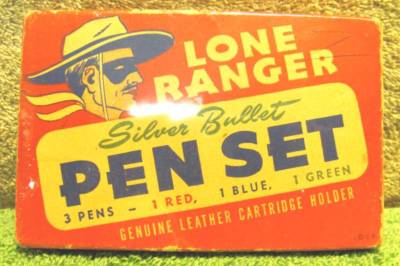 LONE
RANGER
Silver Bullet
PEN SET
3 PENS – 1 RED, 1 BLUE, 1 GREEN
GENUINE LEATHER CARTRIDGE HOLDER